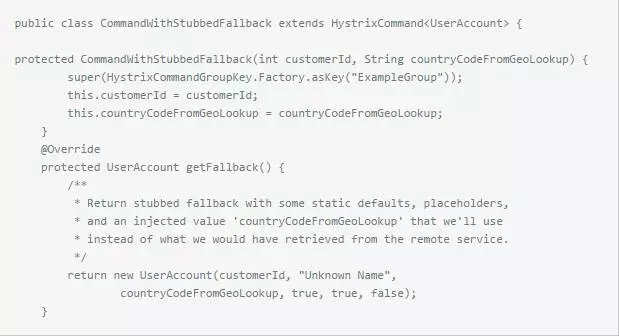 public class CommandWithStubbedFallback extends HystrixCommand<UserAccount> {
protected CommandWithStubbedFallback(int customerId, String countryCodeFromGeoLookup) {
super(HystrixCommandGroupKey.Factory.asKey("ExampleGroup"));
this.customerId = customerId;
this.countryCodeFromGeoLookup = countryCodeFromGeoLookup;
}
@Override
protected UserAccount getFallback() {
/**
* Return stubbed fallback with some static defaults, placeholders,
* and an injected value 'countryCodeFromGeoLookup' that we'll use
* instead of what we would have retrieved from the remote service.
*/
return new UserAccount(customerId, "Unknown Name",
countryCodeFromGeoLookup, true, true, false);
}